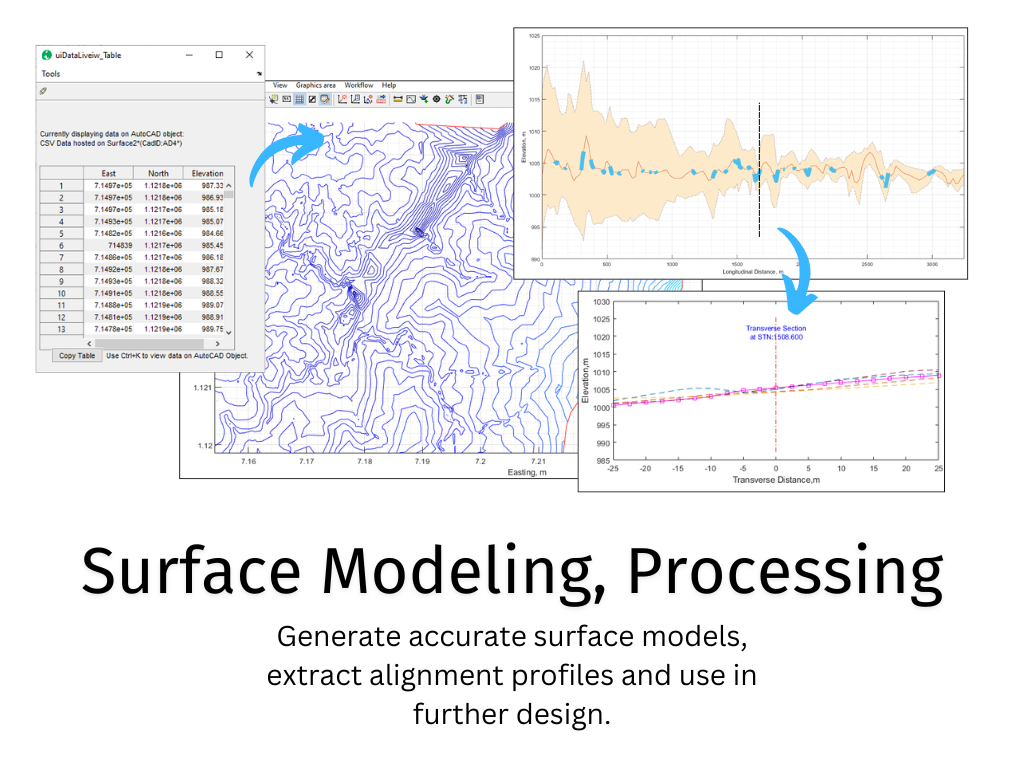 uiDataLiveiw_Table
Tools
Currently displaying data on AutoCAD object:
CSV Data hosted on Surface2*(CadID:AD4*)
East North Elevation
1 7.1497e+05 1.1218e+06 987.33
2 7.1497e+05 1.1218e+06 986.93
3 7.1497e+05 1.1217e+06 985.18
4 7.1493e+05 1.1217e+06 985.07
5 7.1482e+05 1.1216e+06 984.66
6 714839 1.1217e+06 985.45
7 7.1486e+05 1.1217e+06 986.18
8 7.1492e+05 1.1218e+06 987.67
9 7.1493e+05 1.1218e+06 988.32
10 7.1491e+05 1.1218e+06 988.55
11 7.1488e+05 1.1219e+06 989.07
12 7.1481e+05 1.1219e+06 988.91
13 7.1478e+05 1.1219e+06 989.75
Copy Table Use Ctrl+K to view data on AutoCAD Object.
View Graphics area Workflow Help
1.121
1.12
7.16 7.17 7.18 7.19 7.2 7.21
Easting, m
1025
1020
1015
1010
1005
1000
995
990
Elevation, m
0 500 1000 1500 2000 2500 3000
Longitudinal Distance, m
1030
1025
1020
1015
1010
1005
1000
995
990
985
Elevation,m
Transverse Section
at STN:1508.600
-25 -20 -15 -10 -5 0 5 10 15 20 25
Transverse Distance,m
Surface Modeling, Processing
Generate accurate surface models,
extract alignment profiles and use in
further design.